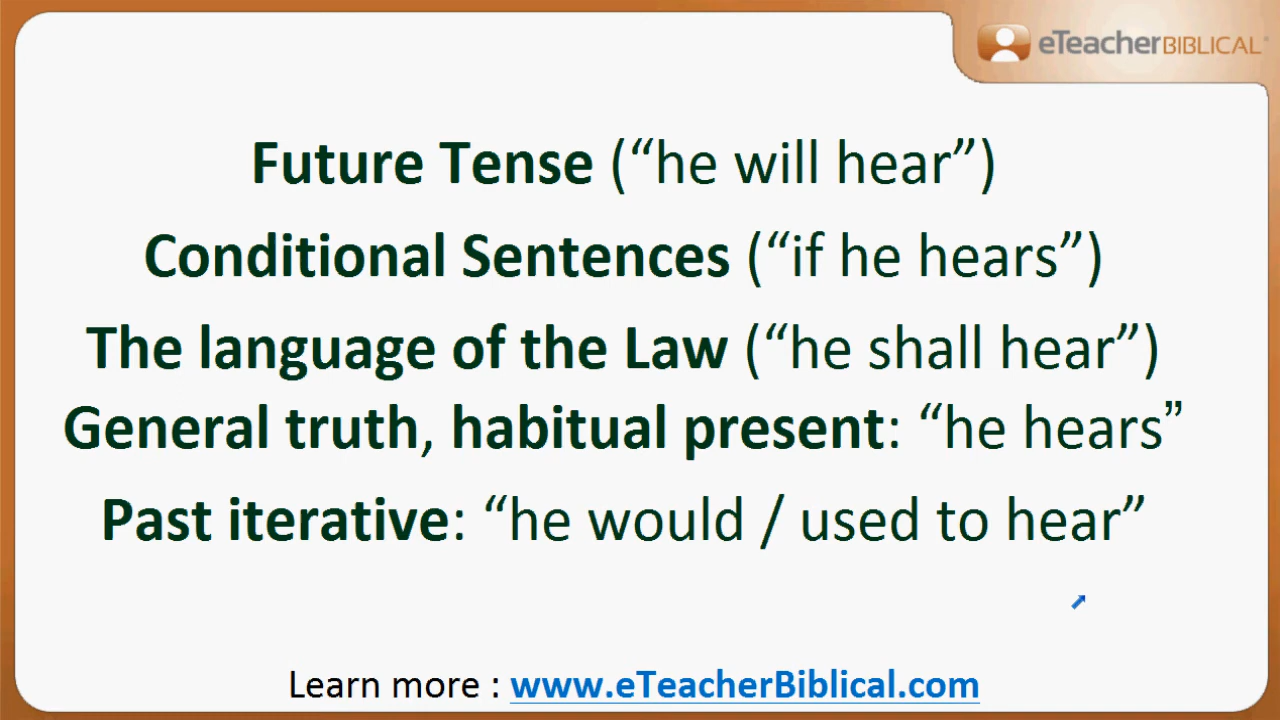 eTeacherBIBLICAL
Future Tense (“he will hear”)
Conditional Sentences (“if he hears”)
The language of the Law (“he shall hear”)
General truth, habitual present: “he hears”
Past iterative: “he would / used to hear”
Learn more : www.eTeacherBiblical.com